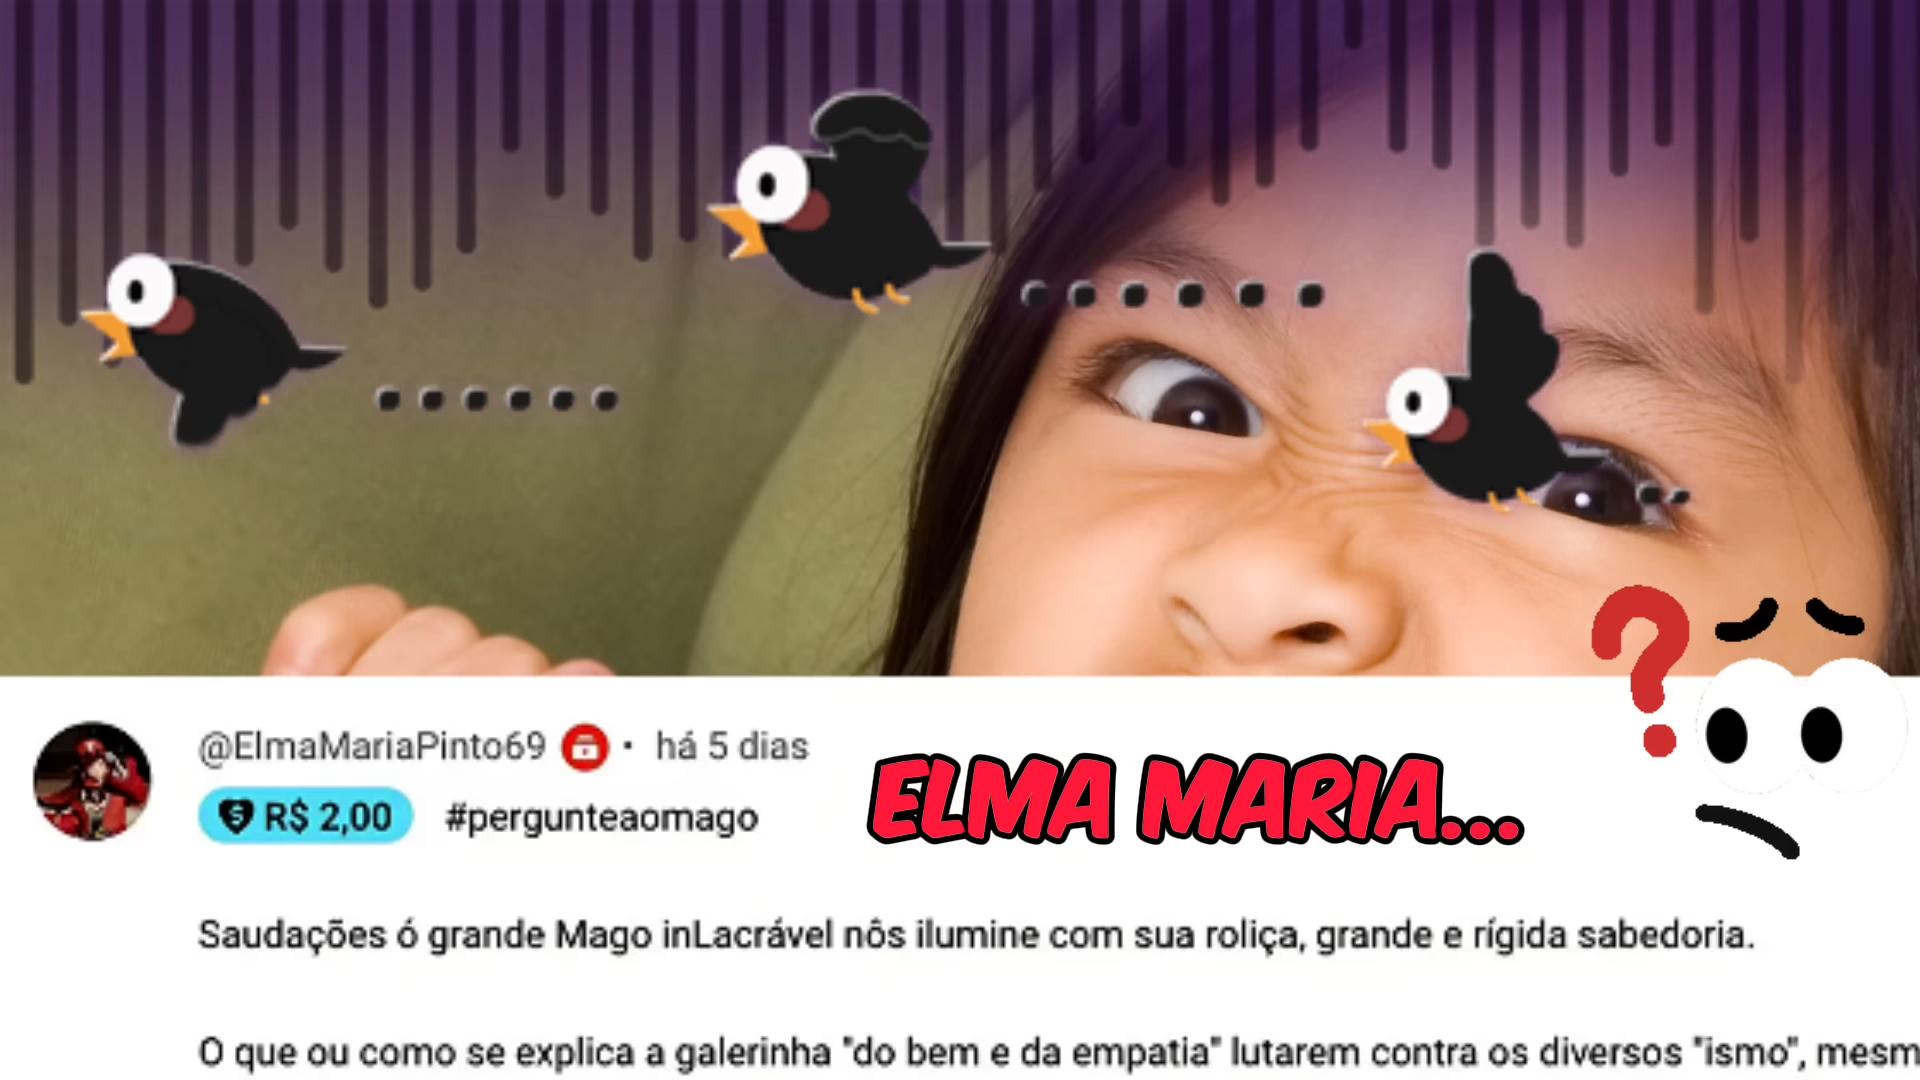 @ElmaMariaPinto69 • há 5 dias
R$ 2,00 #pergunteaomago
ELMA MARIA...
Saudações ó grande Mago inLacrável nôs ilumine com sua roliça, grande e rígida sabedoria.
O que ou como se explica a galerinha "do bem e da empatia" lutarem contra os diversos "ismo", mesm